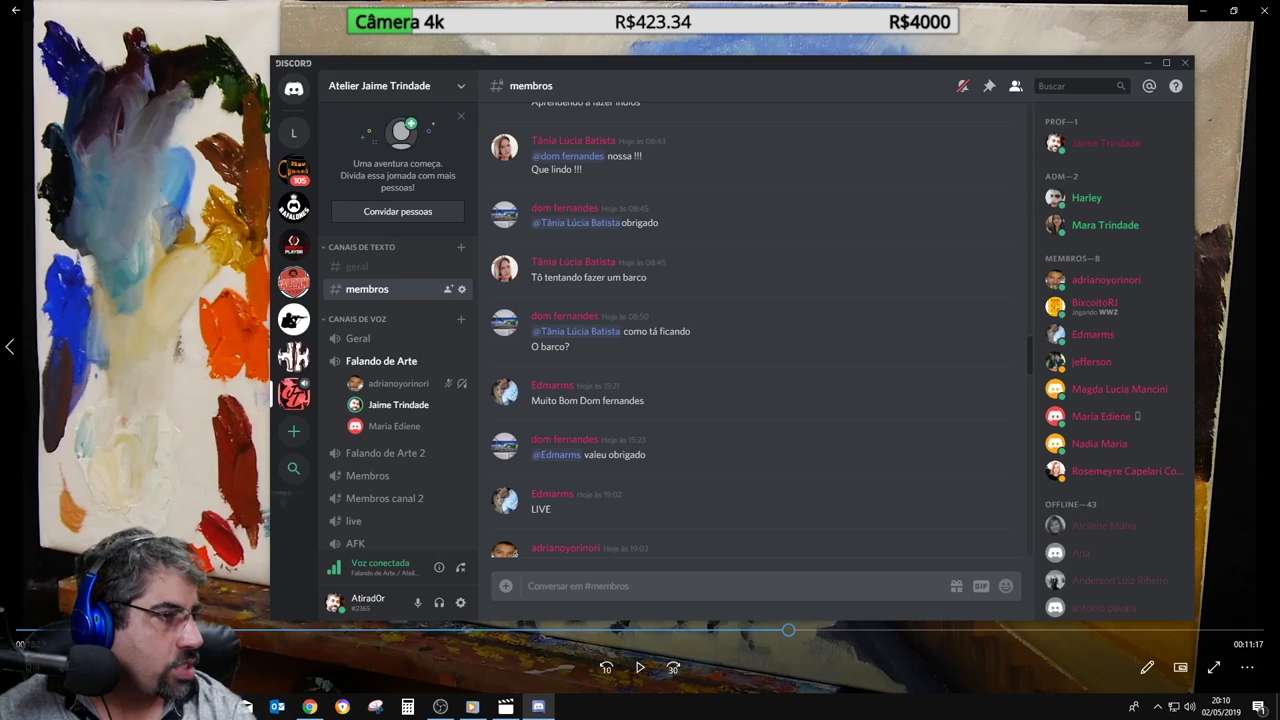 Câmera 4k R$423.34 R$4000
DISCORD
Atelier Jaime Trindade
membros
Buscar
L
105
Uma aventura começa.
Divida essa jornada com mais
pessoas!
Convidar pessoas
CANAIS DE TEXTO
geral
membros
CANAIS DE VOZ
Geral
Falando de Arte
adrianoyorinori
Jaime Trindade
Maria Ediene
Falando de Arte 2
Membros
Membros canal 2
live
AFK
Voz conectada
Falando de Arte / Ateli...
Atirad0r
#2365
Aprendendo a fazer índios
Tânia Lúcia Batista Hoje às 08:43
@dom fernandes nossa !!!
Que lindo !!!
dom fernandes Hoje às 08:45
@Tânia Lúcia Batista obrigado
Tânia Lúcia Batista Hoje às 08:45
Tô tentando fazer um barco
dom fernandes Hoje às 08:50
@Tânia Lúcia Batista como tá ficando
O barco?
Edmarms Hoje às 15:21
Muito Bom Dom fernandes
dom fernandes Hoje às 15:23
@Edmarms valeu obrigado
Edmarms Hoje às 19:02
LIVE
adrianoyorinori Hoje às 19:03
Conversar em #membros
GIF
PROF—1
Jaime Trindade
ADM—2
Harley
Mara Trindade
MEMBROS—8
adrianoyorinori
BixcoitoRJ
Jogando WWZ
Edmarms
jefferson
Magda Lucia Mancini
Maria Ediene
Nadia Maria
Rosemeyre Capelari Co...
OFFLINE—43
Alcilene Mafra
Ana
Anderson Luiz Ribeiro
antonio pavani
00:11:17
10
30
20:10
02/05/2019